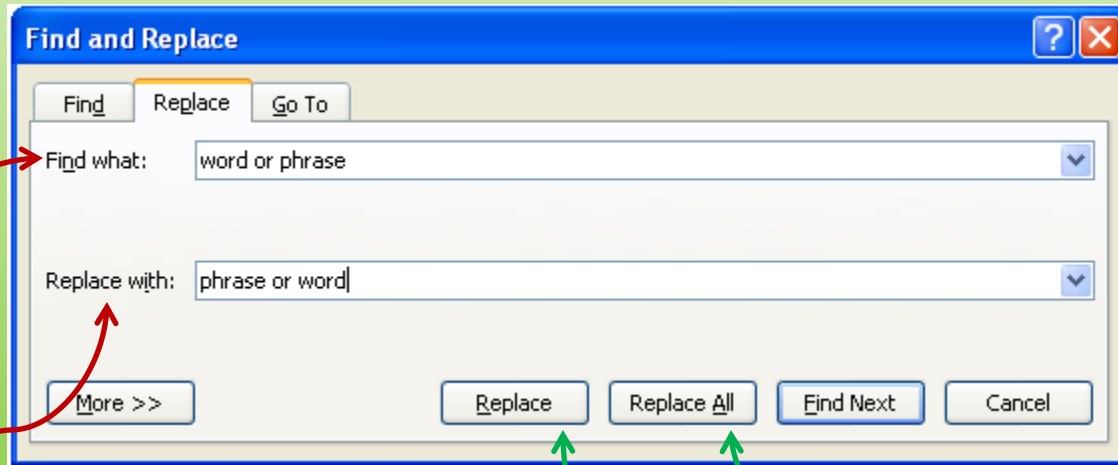 Find and Replace
Find Replace Go To
Find what: word or phrase
Replace with: phrase or word
More >> Replace Replace All Find Next Cancel